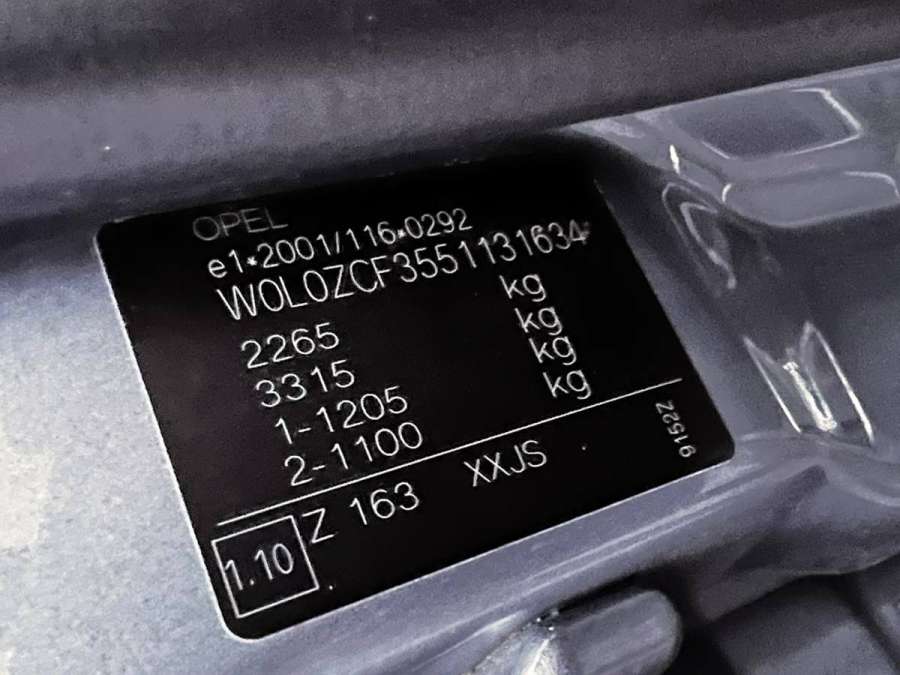 OPEL
e1*2001/116*0292
W0L0ZCF3551131634*
2265 kg
3315 kg
1-1205 kg
2-1100 kg
Z 163 XXJS
9152Z
1.10